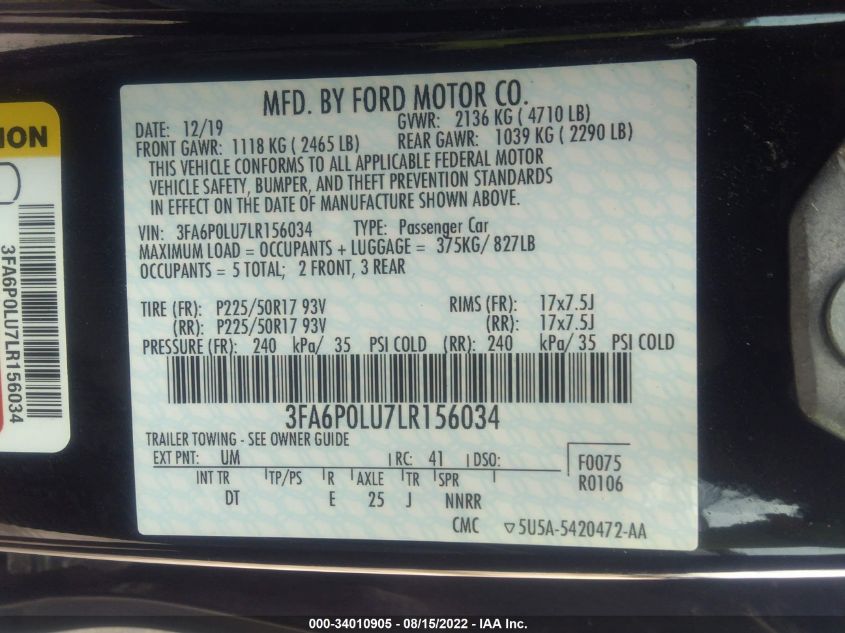 MFD. BY FORD MOTOR CO.
DATE: 12/19 GVWR: 2136 KG ( 4710 LB)
FRONT GAWR: 1118 KG ( 2465 LB) REAR GAWR: 1039 KG ( 2290 LB)
THIS VEHICLE CONFORMS TO ALL APPLICABLE FEDERAL MOTOR
VEHICLE SAFETY, BUMPER, AND THEFT PREVENTION STANDARDS
IN EFFECT ON THE DATE OF MANUFACTURE SHOWN ABOVE.
VIN: 3FA6P0LU7LR156034 TYPE: Passenger Car
MAXIMUM LOAD = OCCUPANTS + LUGGAGE = 375KG/ 827LB
OCCUPANTS = 5 TOTAL; 2 FRONT, 3 REAR
TIRE (FR): P225/50R17 93V RIMS (FR): 17x7.5J
(RR): P225/50R17 93V (RR): 17x7.5J
PRESSURE (FR): 240 kPa/ 35 PSI COLD (RR): 240 kPa/ 35 PSI COLD
3FA6P0LU7LR156034
TRAILER TOWING - SEE OWNER GUIDE
EXT PNT: UM RC: 41 DSO: F0075
INT TR TP/PS R AXLE TR SPR R0106
DT E 25 J NNRR
CMC ▽5U5A-5420472-AA
ION
3FA6P0LU7LR156034
000-34010905 - 08/15/2022 - IAA Inc.